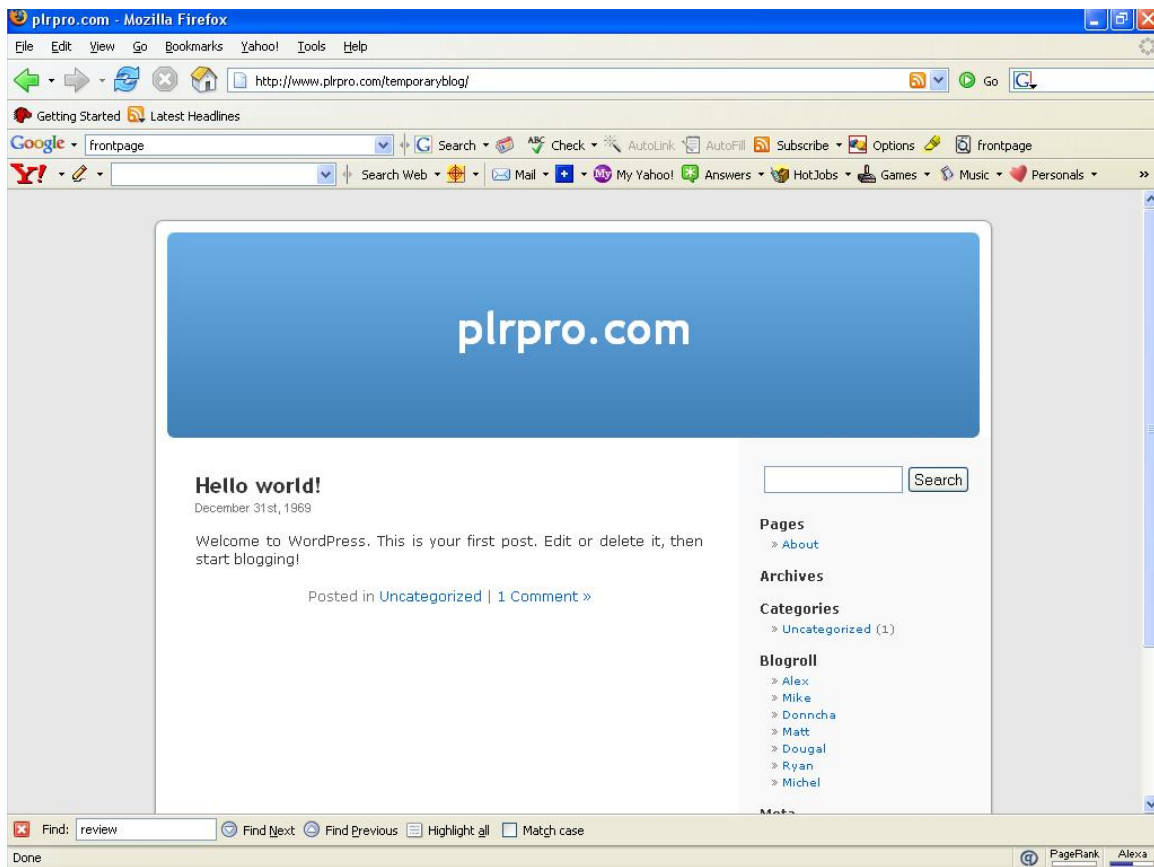 plrpro.com - Mozilla Firefox
File Edit View Go Bookmarks Yahoo! Tools Help
http://www.plrpro.com/temporaryblog/ Go G
Getting Started Latest Headlines
Google frontpage G Search ABC Check AutoLink AutoFill Subscribe Options frontpage
Y! Search Web Mail My My Yahoo! Answers HotJobs Games Music Personals »
plrpro.com
Hello world!
December 31st, 1969
Welcome to WordPress. This is your first post. Edit or delete it, then
start blogging!
Posted in Uncategorized | 1 Comment »
Search
Pages
» About
Archives
Categories
» Uncategorized (1)
Blogroll
» Alex
» Mike
» Donncha
» Matt
» Dougal
» Ryan
» Michel
Meta
Find: review Find Next Find Previous Highlight all Match case
Done @ PageRank Alexa